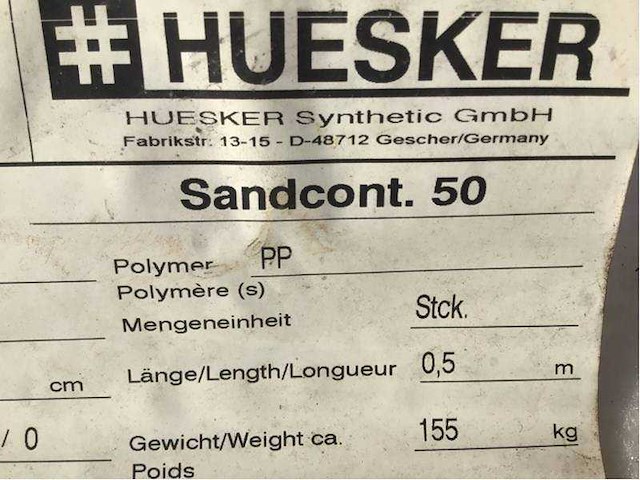 # HUESKER
HUESKER Synthetic GmbH
Fabrikstr. 13-15 - D-48712 Gescher/Germany
Sandcont. 50
Polymer PP
Polymère (s)
Mengeneinheit Stck.
cm Länge/Length/Longueur 0,5 m
/ 0 Gewicht/Weight ca. 155 kg
Poids